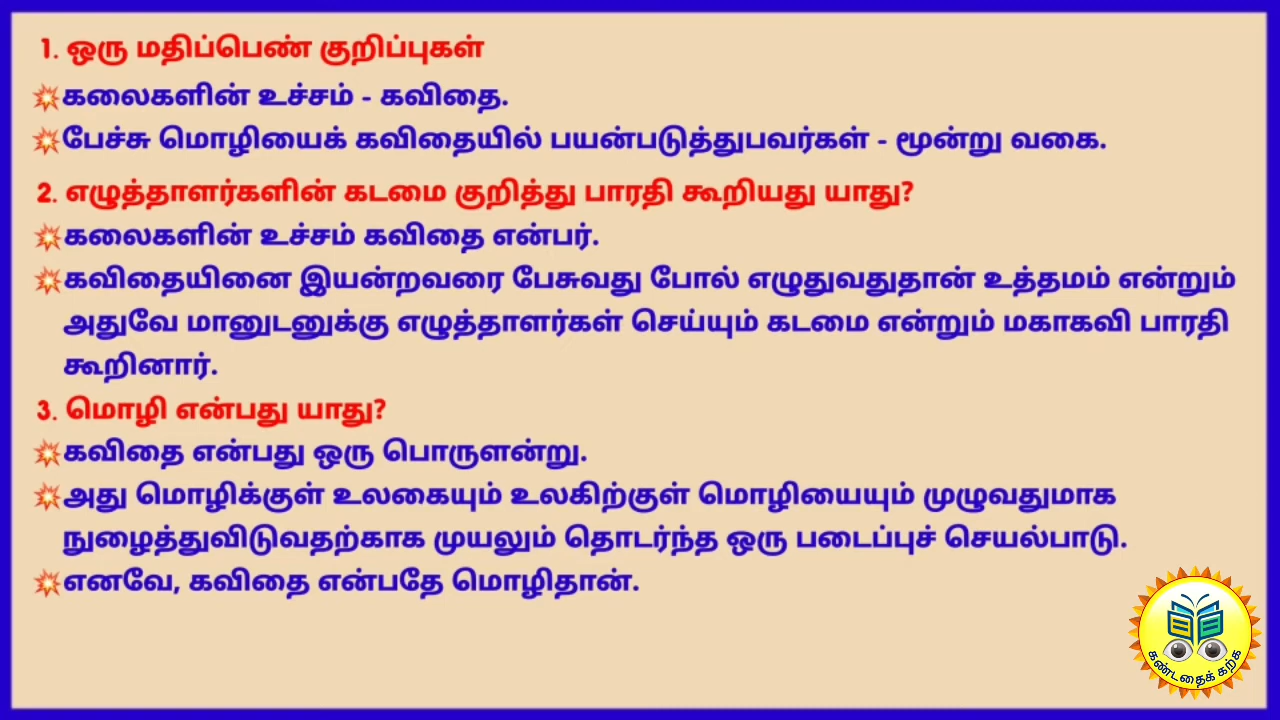 1. ஒரு மதிப்பெண் குறிப்புகள்
💥கலைகளின் உச்சம் - கவிதை.
💥பேச்சு மொழியைக் கவிதையில் பயன்படுத்துபவர்கள் - மூன்று வகை.
2. எழுத்தாளர்களின் கடமை குறித்து பாரதி கூறியது யாது?
💥கலைகளின் உச்சம் கவிதை என்பர்.
💥கவிதையினை இயன்றவரை பேசுவது போல் எழுதுவதுதான் உத்தமம் என்றும்
அதுவே மானுடனுக்கு எழுத்தாளர்கள் செய்யும் கடமை என்றும் மகாகவி பாரதி
கூறினார்.
3. மொழி என்பது யாது?
💥கவிதை என்பது ஒரு பொருளன்று.
💥அது மொழிக்குள் உலகையும் உலகிற்குள் மொழியையும் முழுவதுமாக
நுழைத்துவிடுவதற்காக முயலும் தொடர்ந்த ஒரு படைப்புச் செயல்பாடு.
💥எனவே, கவிதை என்பதே மொழிதான்.
கண்டதைக் கற்க